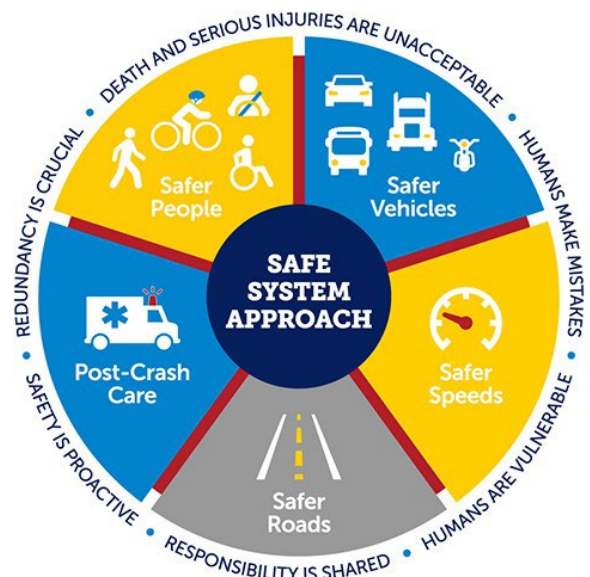 DEATH AND SERIOUS INJURIES ARE UNACCEPTABLE
HUMANS MAKE MISTAKES
HUMANS ARE VULNERABLE
RESPONSIBILITY IS SHARED
SAFETY IS PROACTIVE
REDUNDANCY IS CRUCIAL
Safer
People
Safer
Vehicles
SAFE
SYSTEM
APPROACH
Post-Crash
Care
Safer
Speeds
Safer
Roads